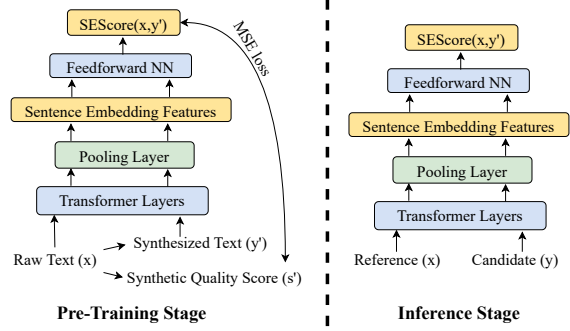 SEScore(x,y')
MSE loss
Feedforward NN
Sentence Embedding Features
Pooling Layer
Transformer Layers
Synthesized Text (y')
Raw Text (x)
Synthetic Quality Score (s')
Pre-Training Stage
SEScore(x,y')
Feedforward NN
Sentence Embedding Features
Pooling Layer
Transformer Layers
Reference (x)
Candidate (y)
Inference Stage